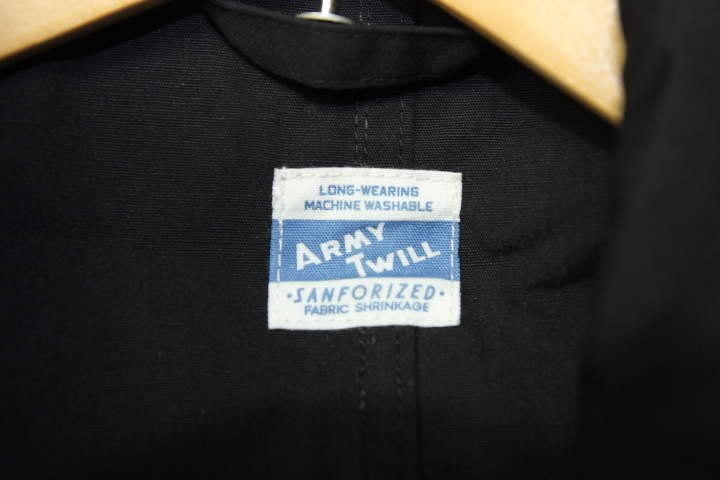 LONG-WEARING
MACHINE WASHABLE
ARMY
TWILL
•SANFORIZED•
FABRIC SHRINKAGE